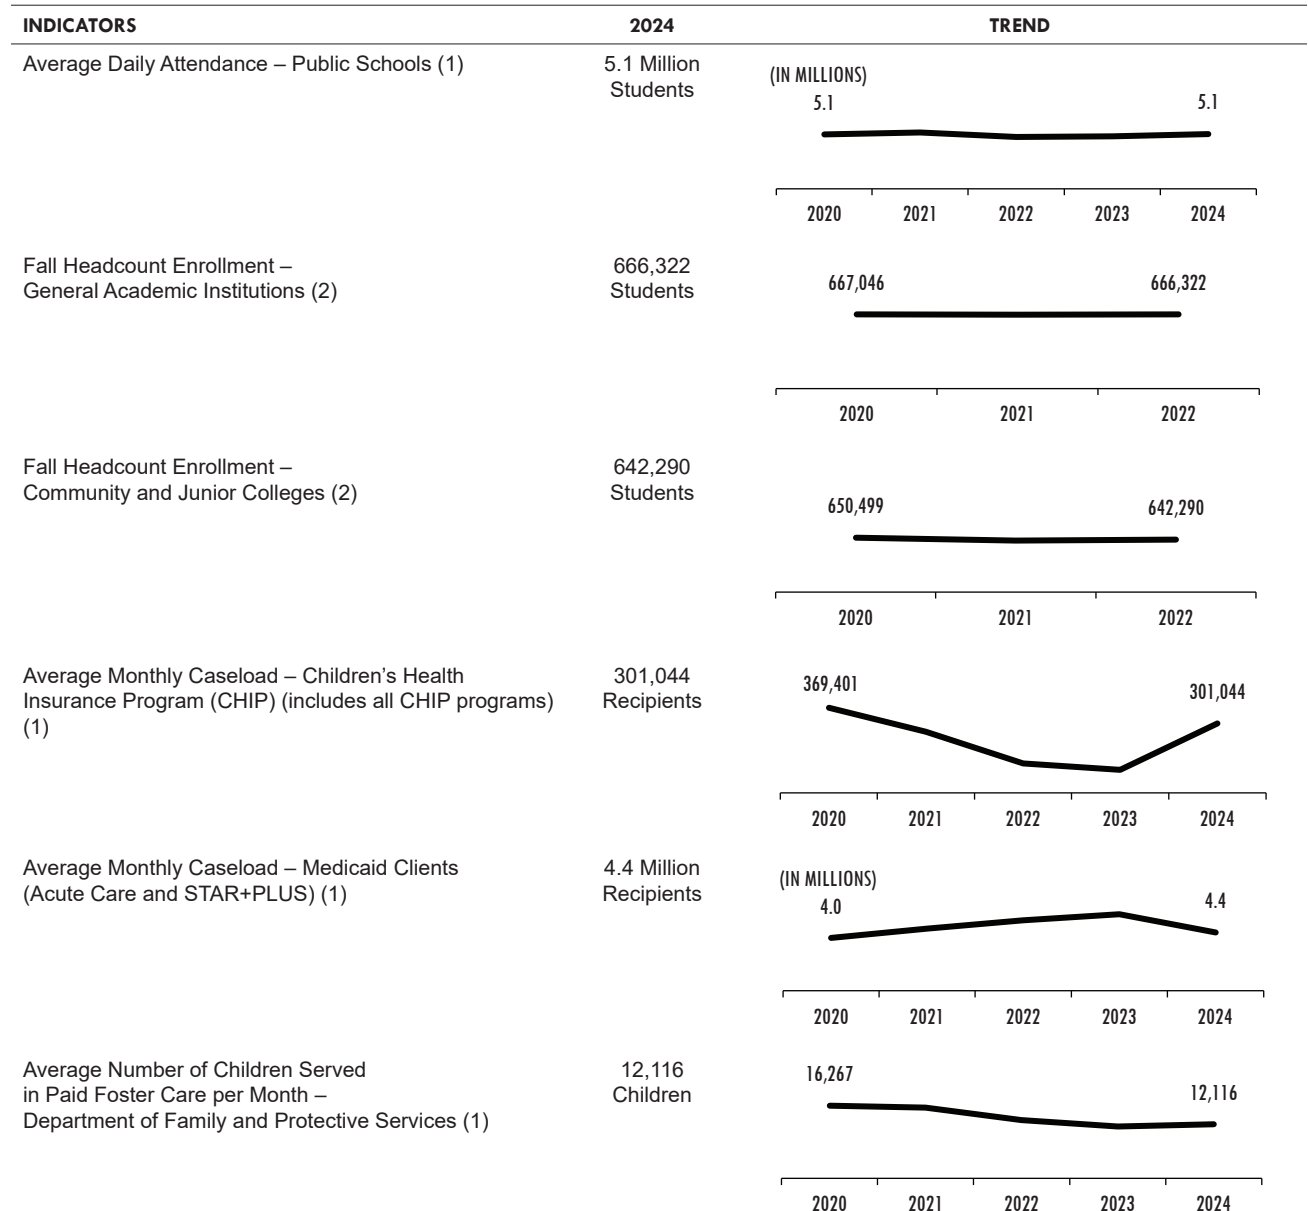 INDICATORS 2024 TREND
Average Daily Attendance – Public Schools (1)
5.1 Million
Students
(IN MILLIONS)
5.1 5.1
2020 2021 2022 2023 2024
Fall Headcount Enrollment –
General Academic Institutions (2)
666,322
Students
667,046 666,322
2020 2021 2022
Fall Headcount Enrollment –
Community and Junior Colleges (2)
642,290
Students
650,499 642,290
2020 2021 2022
Average Monthly Caseload – Children’s Health
Insurance Program (CHIP) (includes all CHIP programs)
(1)
301,044
Recipients
369,401 301,044
2020 2021 2022 2023 2024
Average Monthly Caseload – Medicaid Clients
(Acute Care and STAR+PLUS) (1)
4.4 Million
Recipients
(IN MILLIONS)
4.0 4.4
2020 2021 2022 2023 2024
Average Number of Children Served
in Paid Foster Care per Month –
Department of Family and Protective Services (1)
12,116
Children
16,267 12,116
2020 2021 2022 2023 2024